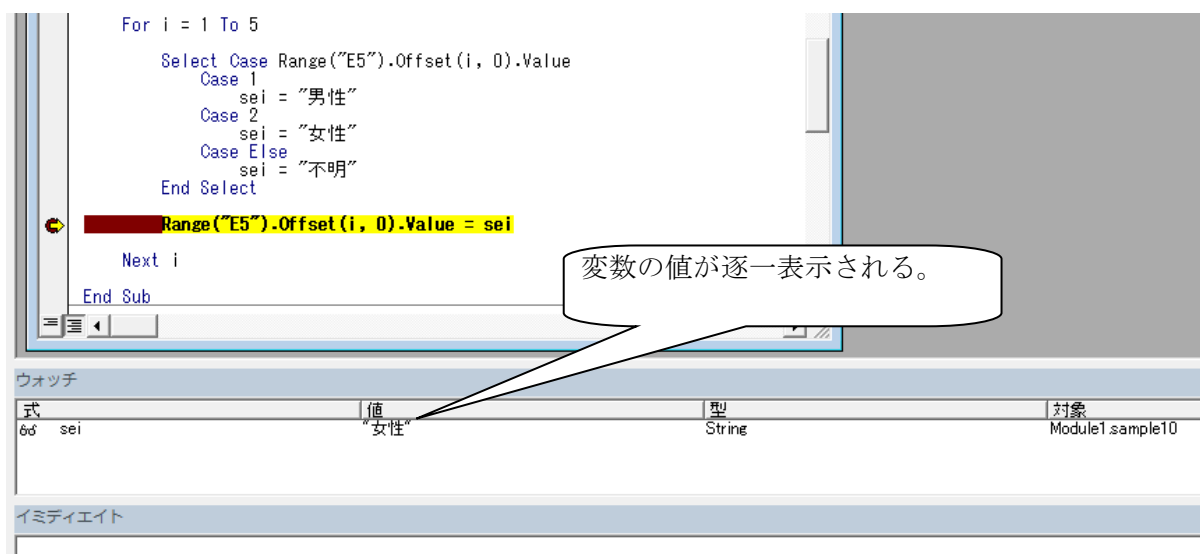 For i = 1 To 5
Select Case Range("E5").Offset(i, 0).Value
Case 1
sei = "男性"
Case 2
sei = "女性"
Case Else
sei = "不明"
End Select
Range("E5").Offset(i, 0).Value = sei
Next i
End Sub
変数の値が逐一表示される。
ウォッチ
式 値 型 対象
sei "女性" String Module1.sample10
イミディエイト